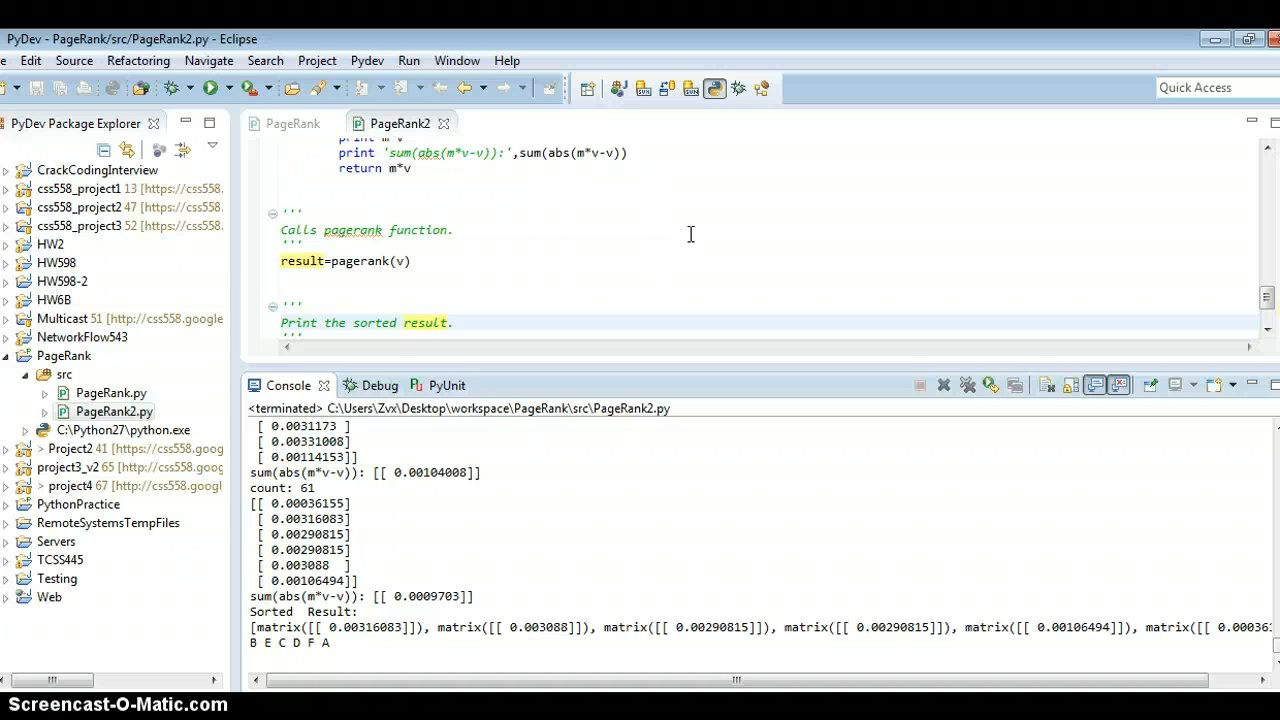 PyDev - PageRank/src/PageRank2.py - Eclipse
e Edit Source Refactoring Navigate Search Project Pydev Run Window Help
Quick Access
PyDev Package Explorer
PageRank PageRank2
CrackCodingInterview
css558_project1 13 [https://css558.
css558_project2 47 [https://css558.
css558_project3 52 [https://css558.
HW2
HW598
HW598-2
HW6B
Multicast 51 [http://css558.google
NetworkFlow543
PageRank
src
PageRank.py
PageRank2.py
C:\Python27\python.exe
> Project2 41 [https://css558.goog
project3_v2 65 [http://css558.googl
> project4 67 [http://css558.googl
PythonPractice
RemoteSystemsTempFiles
Servers
TCSS445
Testing
Web
print m*v
print 'sum(abs(m*v-v)):',sum(abs(m*v-v))
return m*v
'''
Calls pagerank function.
'''
result=pagerank(v)
'''
Print the sorted result.
'''
Console Debug PyUnit
<terminated> C:\Users\Zvx\Desktop\workspace\PageRank\src\PageRank2.py
[ 0.0031173 ]
[ 0.00331008]
[ 0.00114153]]
sum(abs(m*v-v)): [[ 0.00104008]]
count: 61
[[ 0.00036155]
[ 0.00316083]
[ 0.00290815]
[ 0.00290815]
[ 0.003088 ]
[ 0.00106494]]
sum(abs(m*v-v)): [[ 0.0009703]]
Sorted Result:
[matrix([[ 0.00316083]]), matrix([[ 0.003088]]), matrix([[ 0.00290815]]), matrix([[ 0.00290815]]), matrix([[ 0.00106494]]), matrix([[ 0.0003
B E C D F A
Screencast-O-Matic.com